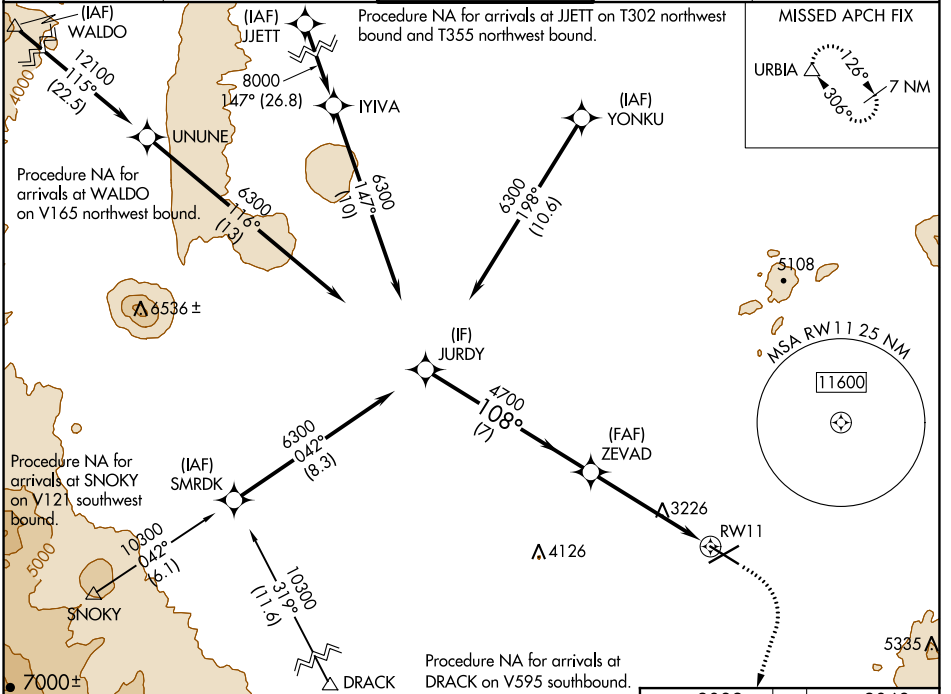 (IAF)
WALDO
12100
115°
(22.5)
4000
UNUNE
Procedure NA for
arrivals at WALDO
on V165 northwest bound.
6300
116°
(13)
(IAF)
JJETT
Procedure NA for arrivals at JJETT on T302 northwest
bound and T355 northwest bound.
8000
147° (26.8)
IYIVA
6300
147°
(10)
(IAF)
YONKU
6300
198°
(10.6)
MISSED APCH FIX
URBIA
126°
306°
7 NM
6536 ±
5108
(IF)
JURDY
MSA RW11 25 NM
11600
4700
108°
(7)
(FAF)
ZEVAD
3226
RW11
4126
6300
042°
(8.3)
(IAF)
SMRDK
Procedure NA for
arrivals at SNOKY
on V121 southwest
bound.
10300
042°
(6.1)
5000
SNOKY
10300
319°
(11.6)
DRACK
Procedure NA for arrivals at
DRACK on V595 southbound.
5335
7000±